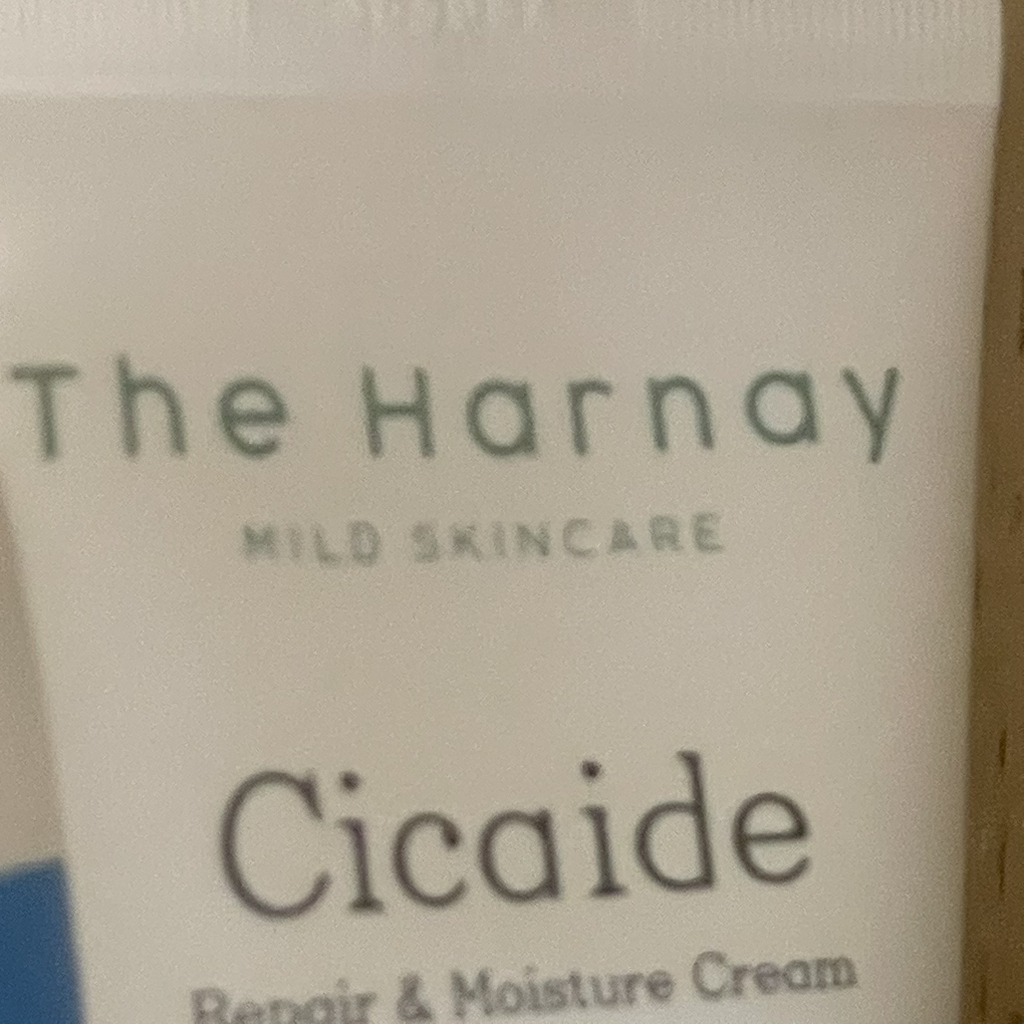 The Harnay
MILD SKINCARE
Cicaide
Repair & Moisture Cream